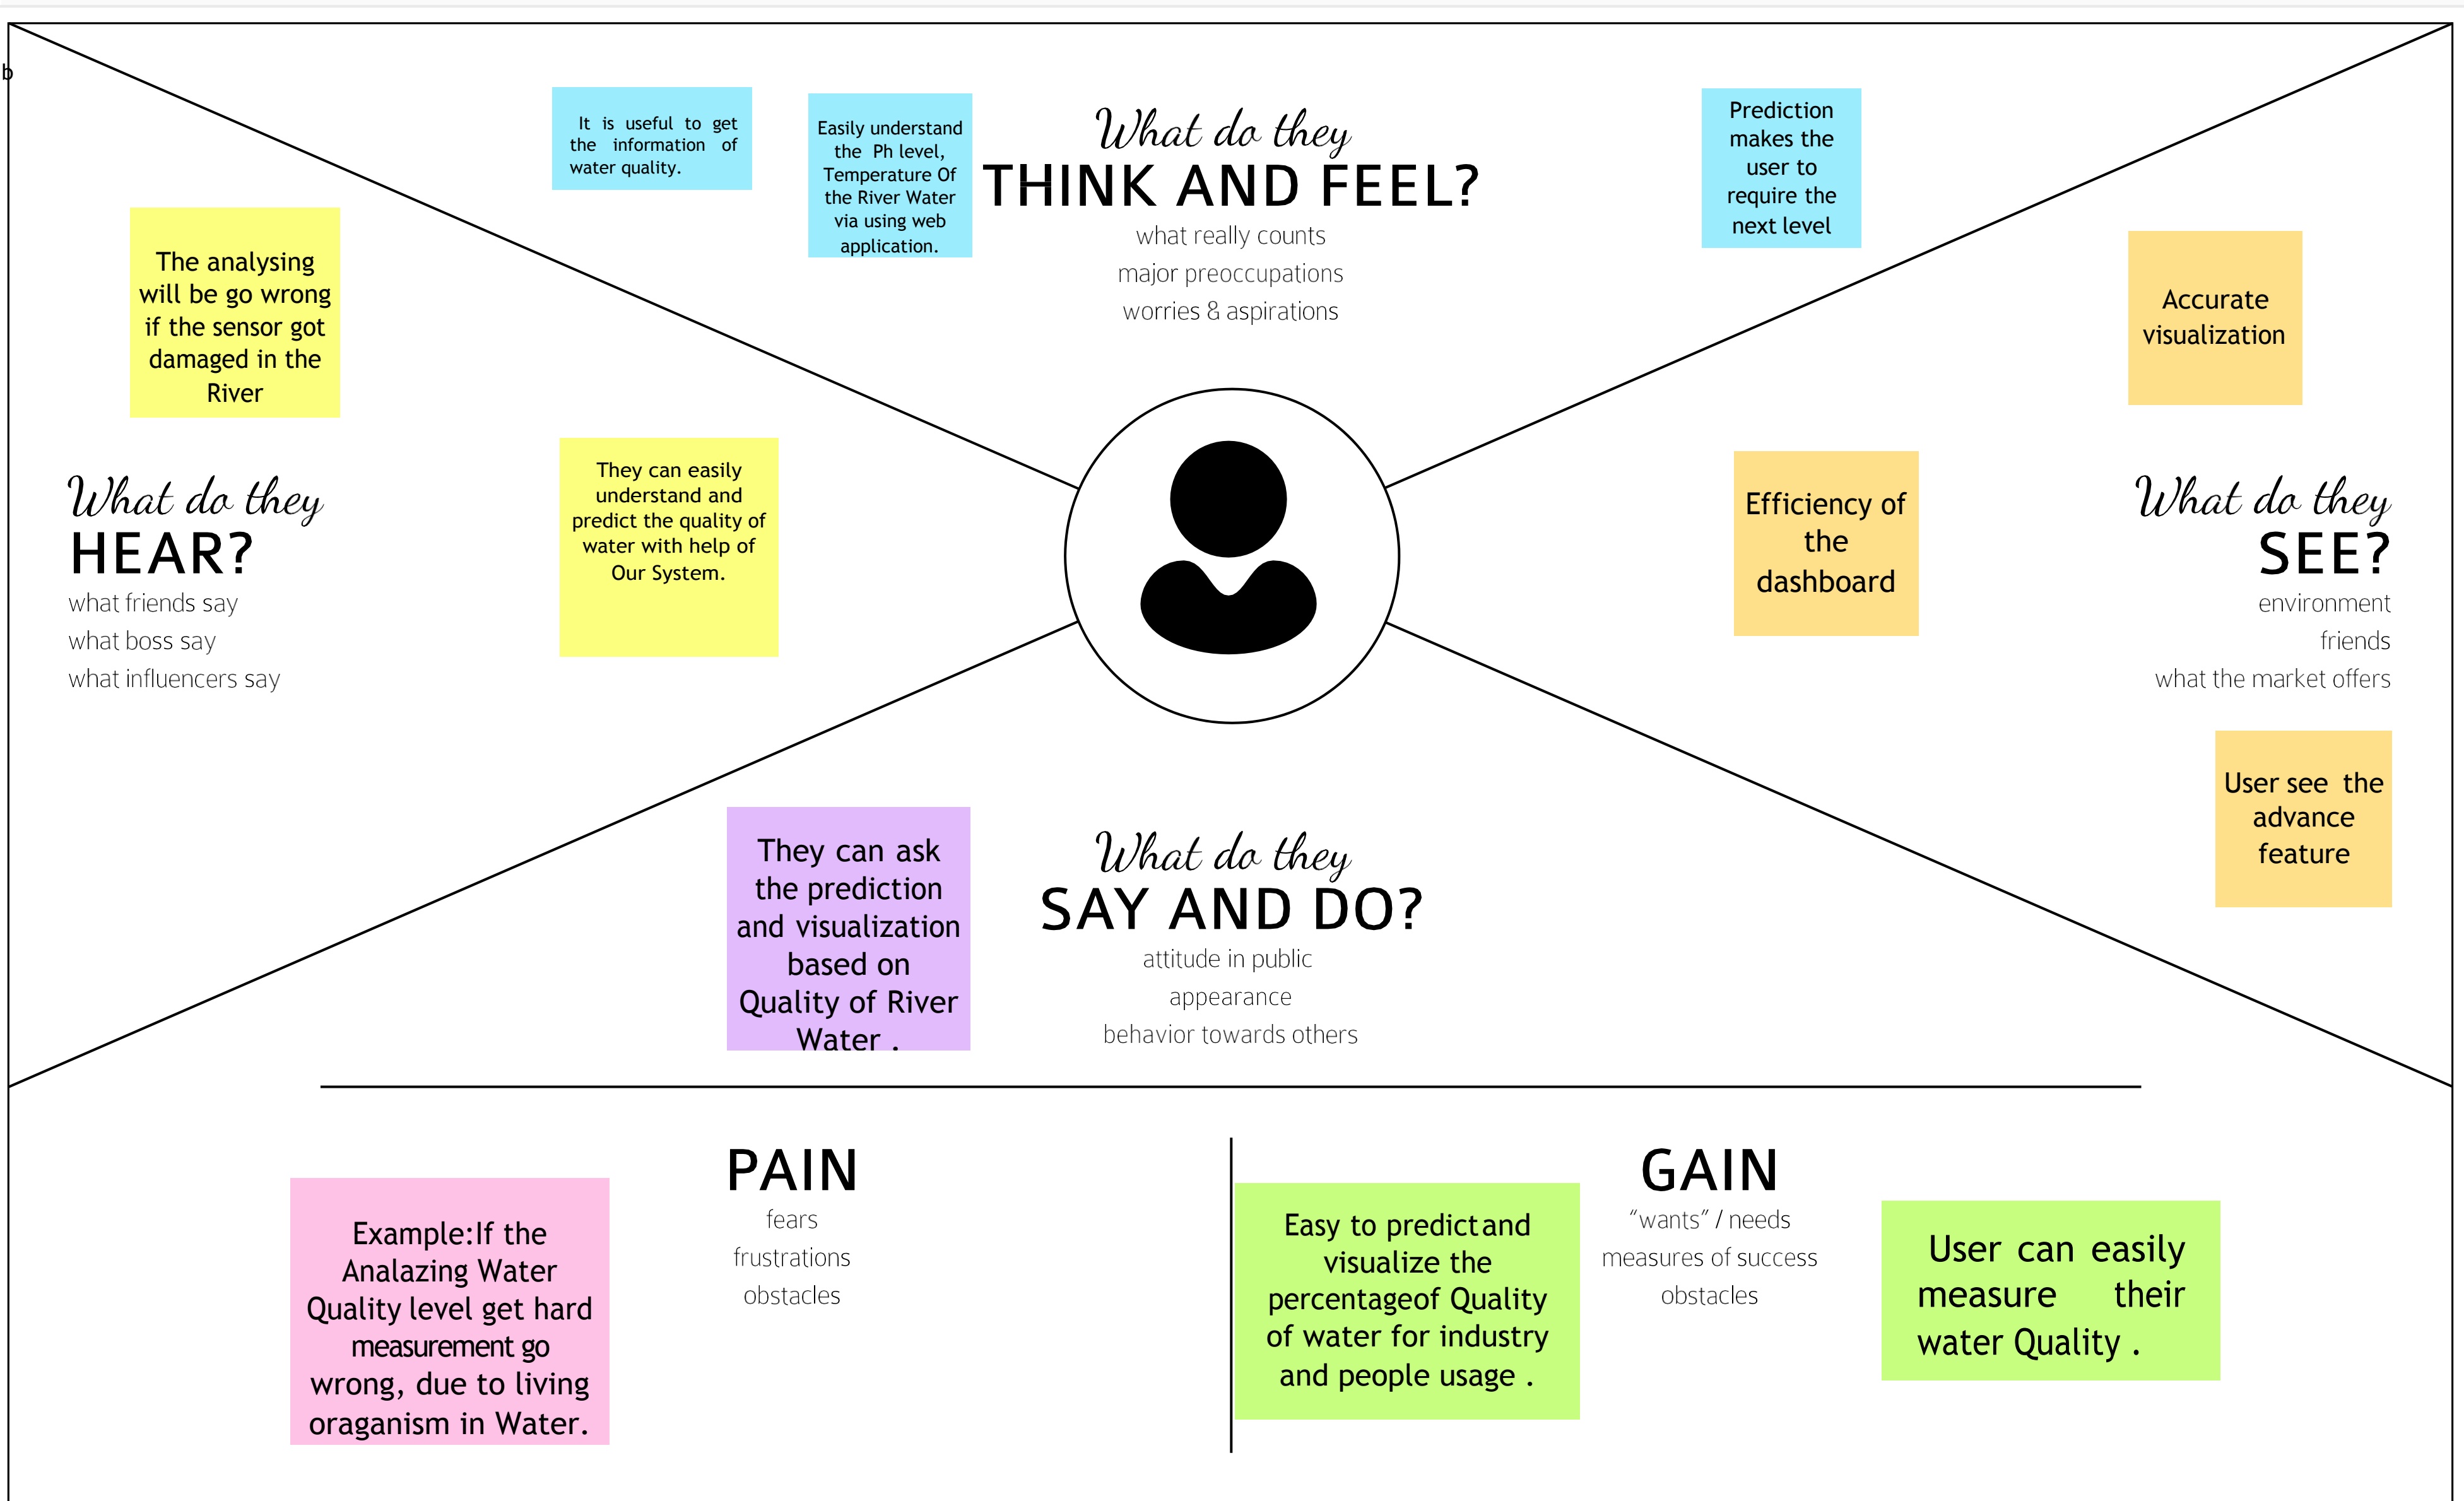 b
It is useful to get
the information of
water quality.
Easily understand
the Ph level,
Temperature Of
the River Water
via using web
application.
What do they
THINK AND FEEL?
what really counts
major preoccupations
worries & aspirations
Prediction
makes the
user to
require the
next level
The analysing
will be go wrong
if the sensor got
damaged in the
River
What do they
HEAR?
what friends say
what boss say
what influencers say
They can easily
understand and
predict the quality of
water with help of
Our System.
Accurate
visualization
Efficiency of
the
dashboard
What do they
SEE?
environment
friends
what the market offers
User see the
advance
feature
They can ask
the prediction
and visualization
based on
Quality of River
Water .
What do they
SAY AND DO?
attitude in public
appearance
behavior towards others
PAIN
fears
frustrations
obstacles
Example:If the
Analazing Water
Quality level get hard
measurement go
wrong, due to living
oraganism in Water.
GAIN
“wants” / needs
measures of success
obstacles
Easy to predictand
visualize the
percentageof Quality
of water for industry
and people usage .
User can easily
measure their
water Quality .